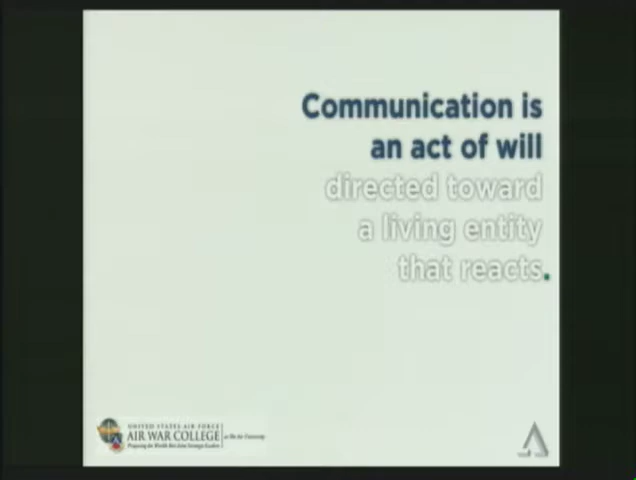 Communication is
an act of will
directed toward
a living entity
that reacts.
UNITED STATES AIR FORCE
AIR WAR COLLEGE